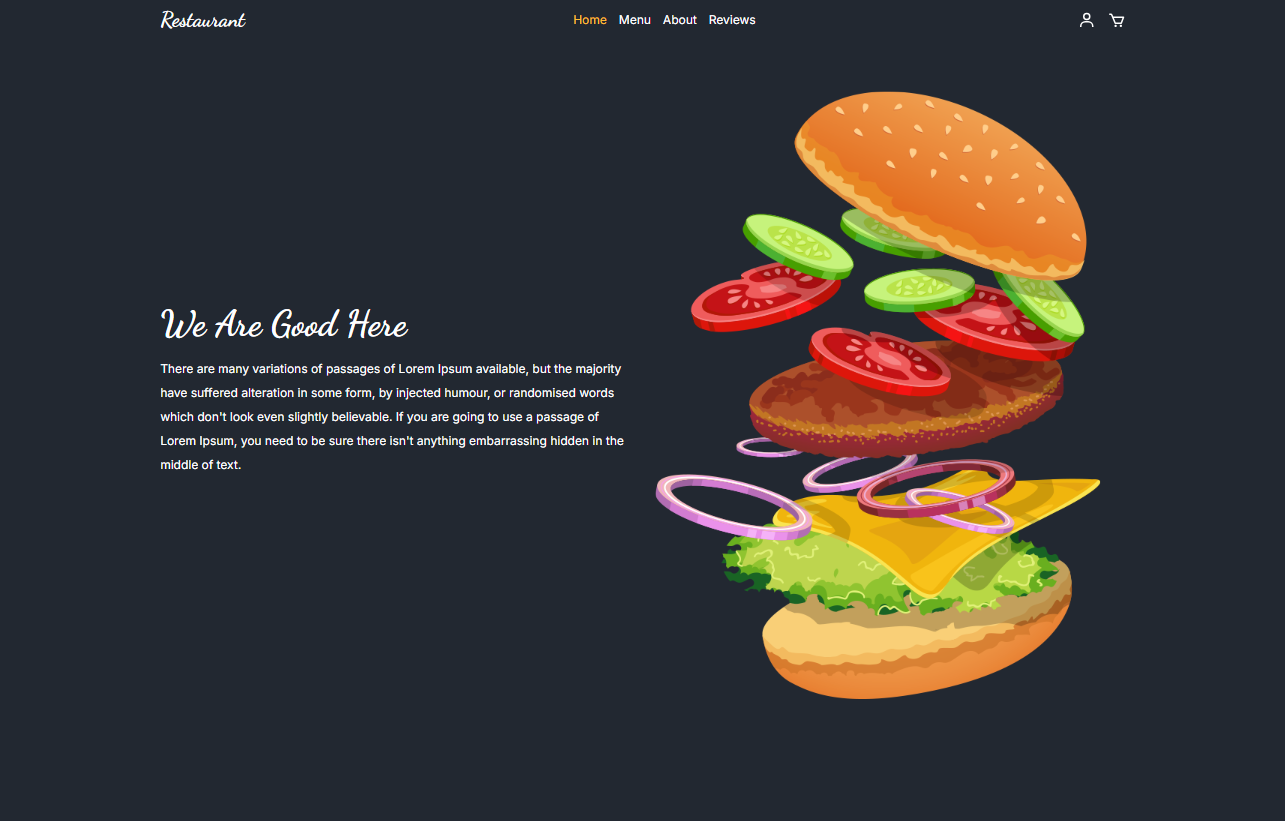 Restaurant
Home Menu About Reviews
We Are Good Here
There are many variations of passages of Lorem Ipsum available, but the majority
have suffered alteration in some form, by injected humour, or randomised words
which don't look even slightly believable. If you are going to use a passage of
Lorem Ipsum, you need to be sure there isn't anything embarrassing hidden in the
middle of text.